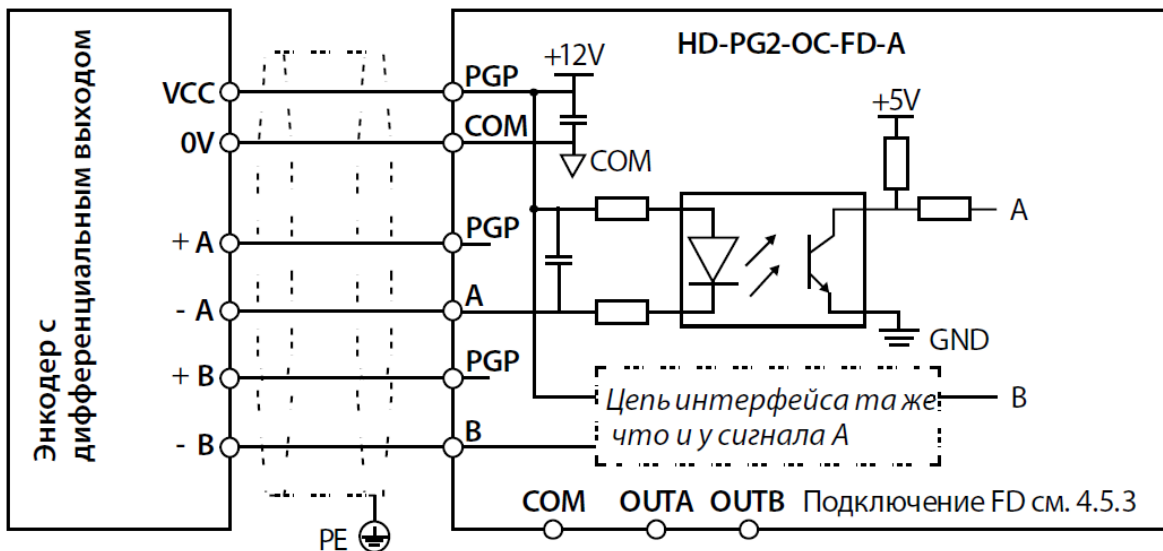 Энкодер с
дифференциальным выходом
VCC
0V
+ A
- A
+ B
- B
PE
HD-PG2-OC-FD-A
PGP
COM
PGP
A
PGP
B
+12V
COM
+5V
A
GND
B
Цепь интерфейса та же
что и у сигнала А
COM OUTA OUTB Подключение FD см. 4.5.3